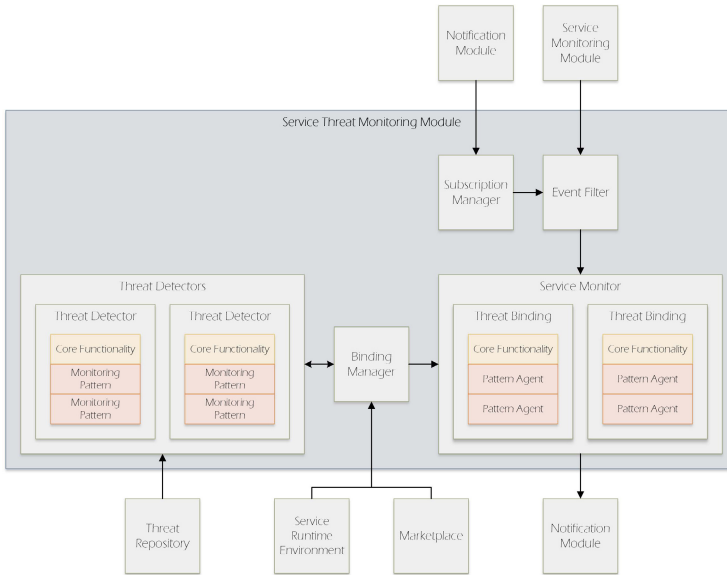 Notification
Module
Service
Monitoring
Module
Service Threat Monitoring Module
Subscription
Manager
Event Filter
Threat Detectors
Threat Detector
Core Functionality
Monitoring
Pattern
Monitoring
Pattern
Threat Detector
Core Functionality
Monitoring
Pattern
Monitoring
Pattern
Binding
Manager
Service Monitor
Threat Binding
Core Functionality
Pattern Agent
Pattern Agent
Threat Binding
Core Functionality
Pattern Agent
Pattern Agent
Threat
Repository
Service
Runtime
Environment
Marketplace
Notification
Module